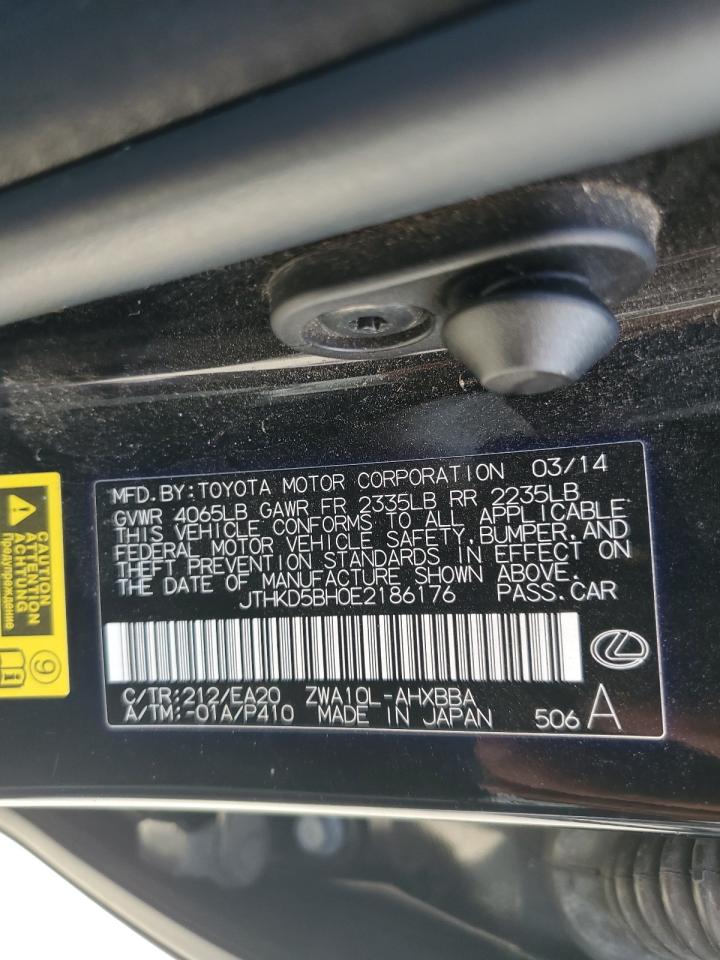 MFD.BY:TOYOTA MOTOR CORPORATION 03/14
GVWR 4065LB GAWR FR 2335LB RR 2235LB
THIS VEHICLE CONFORMS TO ALL APPLICABLE
FEDERAL MOTOR VEHICLE SAFETY,BUMPER,AND
THEFT PREVENTION STANDARDS IN EFFECT ON
THE DATE OF MANUFACTURE SHOWN ABOVE.
JTHKD5BH0E2186176 PASS.CAR
C/TR:212/EA20 ZWA10L-AHXBBA
A/TM:-01A/P410 MADE IN JAPAN 506 A
CAUTION
ATTENTION
ACHTUNG
Предупреждение
9